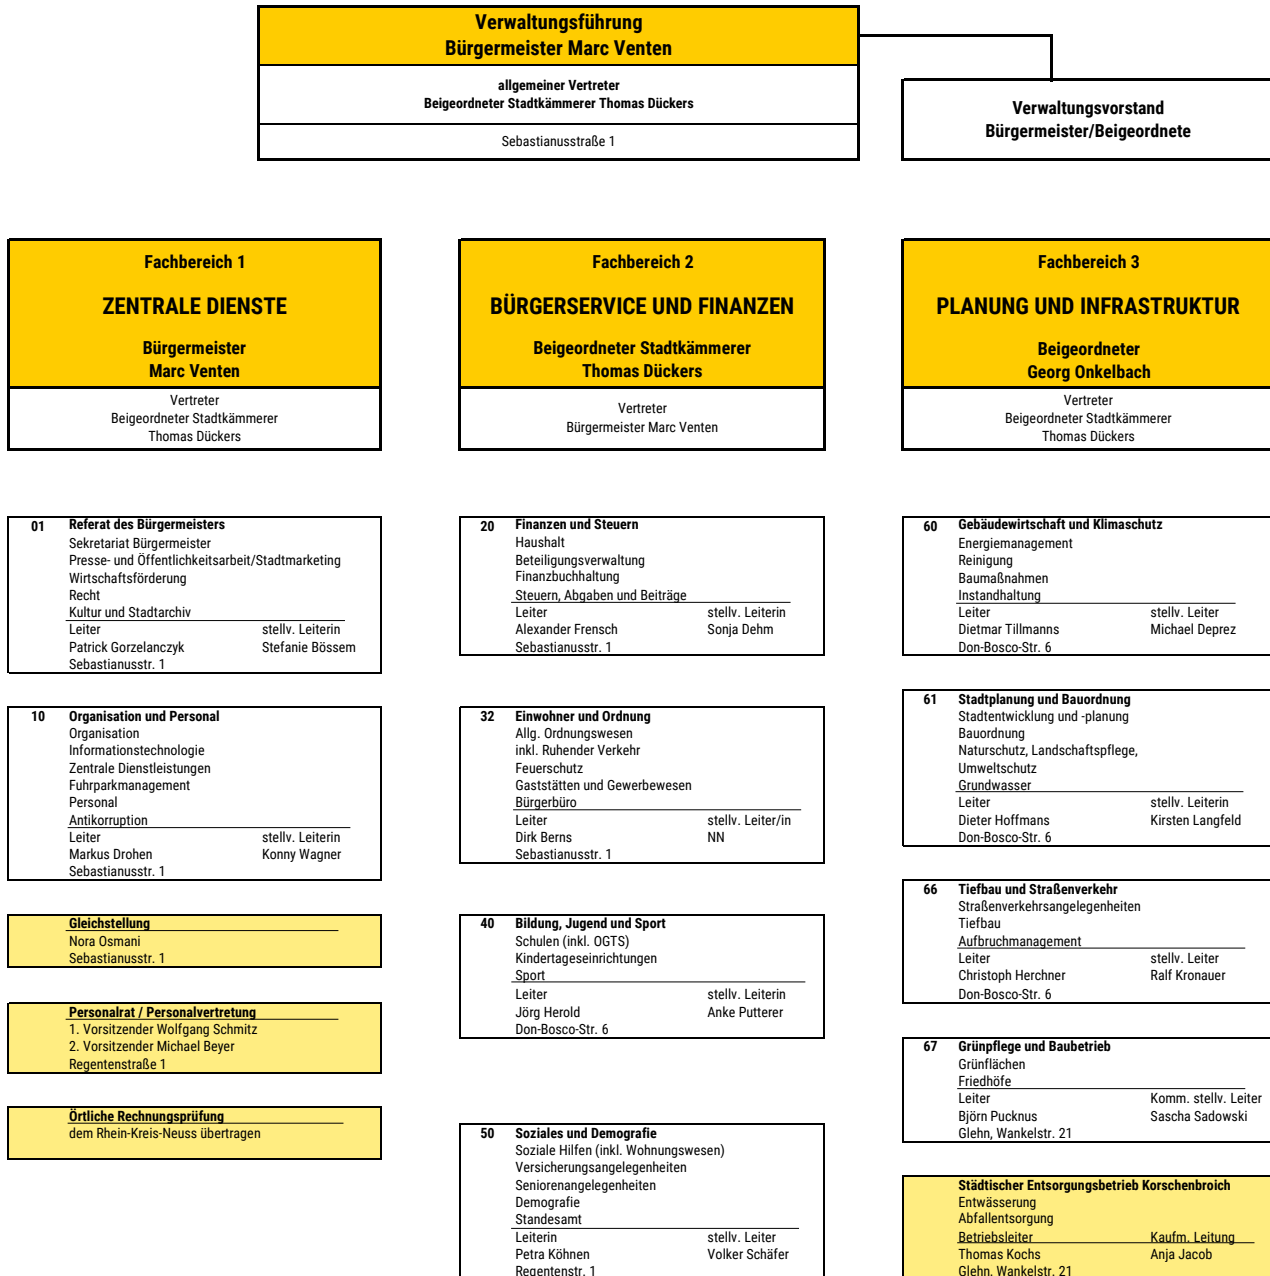 Verwaltungsführung
Bürgermeister Marc Venten
allgemeiner Vertreter
Beigeordneter Stadtkämmerer Thomas Dückers
Sebastianusstraße 1
Verwaltungsvorstand
Bürgermeister/Beigeordnete
Fachbereich 1
ZENTRALE DIENSTE
Bürgermeister
Marc Venten
Vertreter
Beigeordneter Stadtkämmerer
Thomas Dückers
Fachbereich 2
BÜRGERSERVICE UND FINANZEN
Beigeordneter Stadtkämmerer
Thomas Dückers
Vertreter
Bürgermeister Marc Venten
Fachbereich 3
PLANUNG UND INFRASTRUKTUR
Beigeordneter
Georg Onkelbach
Vertreter
Beigeordneter Stadtkämmerer
Thomas Dückers
01 Referat des Bürgermeisters
Sekretariat Bürgermeister
Presse- und Öffentlichkeitsarbeit/Stadtmarketing
Wirtschaftsförderung
Recht
Kultur und Stadtarchiv
Leiter stellv. Leiterin
Patrick Gorzelanczyk Stefanie Bössem
Sebastianusstr. 1
10 Organisation und Personal
Organisation
Informationstechnologie
Zentrale Dienstleistungen
Fuhrparkmanagement
Personal
Antikorruption
Leiter stellv. Leiterin
Markus Drohen Konny Wagner
Sebastianusstr. 1
Gleichstellung
Nora Osmani
Sebastianusstr. 1
Personalrat / Personalvertretung
1. Vorsitzender Wolfgang Schmitz
2. Vorsitzender Michael Beyer
Regentenstraße 1
Örtliche Rechnungsprüfung
dem Rhein-Kreis-Neuss übertragen
20 Finanzen und Steuern
Haushalt
Beteiligungsverwaltung
Finanzbuchhaltung
Steuern, Abgaben und Beiträge
Leiter stellv. Leiterin
Alexander Frensch Sonja Dehm
Sebastianusstr. 1
32 Einwohner und Ordnung
Allg. Ordnungswesen
inkl. Ruhender Verkehr
Feuerschutz
Gaststätten und Gewerbewesen
Bürgerbüro
Leiter stellv. Leiter/in
Dirk Berns NN
Sebastianusstr. 1
40 Bildung, Jugend und Sport
Schulen (inkl. OGTS)
Kindertageseinrichtungen
Sport
Leiter stellv. Leiterin
Jörg Herold Anke Putterer
Don-Bosco-Str. 6
50 Soziales und Demografie
Soziale Hilfen (inkl. Wohnungswesen)
Versicherungsangelegenheiten
Seniorenangelegenheiten
Demografie
Standesamt
Leiterin stellv. Leiter
Petra Köhnen Volker Schäfer
Regentenstr. 1
60 Gebäudewirtschaft und Klimaschutz
Energiemanagement
Reinigung
Baumaßnahmen
Instandhaltung
Leiter stellv. Leiter
Dietmar Tillmanns Michael Deprez
Don-Bosco-Str. 6
61 Stadtplanung und Bauordnung
Stadtentwicklung und -planung
Bauordnung
Naturschutz, Landschaftspflege,
Umweltschutz
Grundwasser
Leiter stellv. Leiterin
Dieter Hoffmans Kirsten Langfeld
Don-Bosco-Str. 6
66 Tiefbau und Straßenverkehr
Straßenverkehrsangelegenheiten
Tiefbau
Aufbruchmanagement
Leiter stellv. Leiter
Christoph Herchner Ralf Kronauer
Don-Bosco-Str. 6
67 Grünpflege und Baubetrieb
Grünflächen
Friedhöfe
Leiter Komm. stellv. Leiter
Björn Pucknus Sascha Sadowski
Glehn, Wankelstr. 21
Städtischer Entsorgungsbetrieb Korschenbroich
Entwässerung
Abfallentsorgung
Betriebsleiter Kaufm. Leitung
Thomas Kochs Anja Jacob
Glehn, Wankelstr. 21